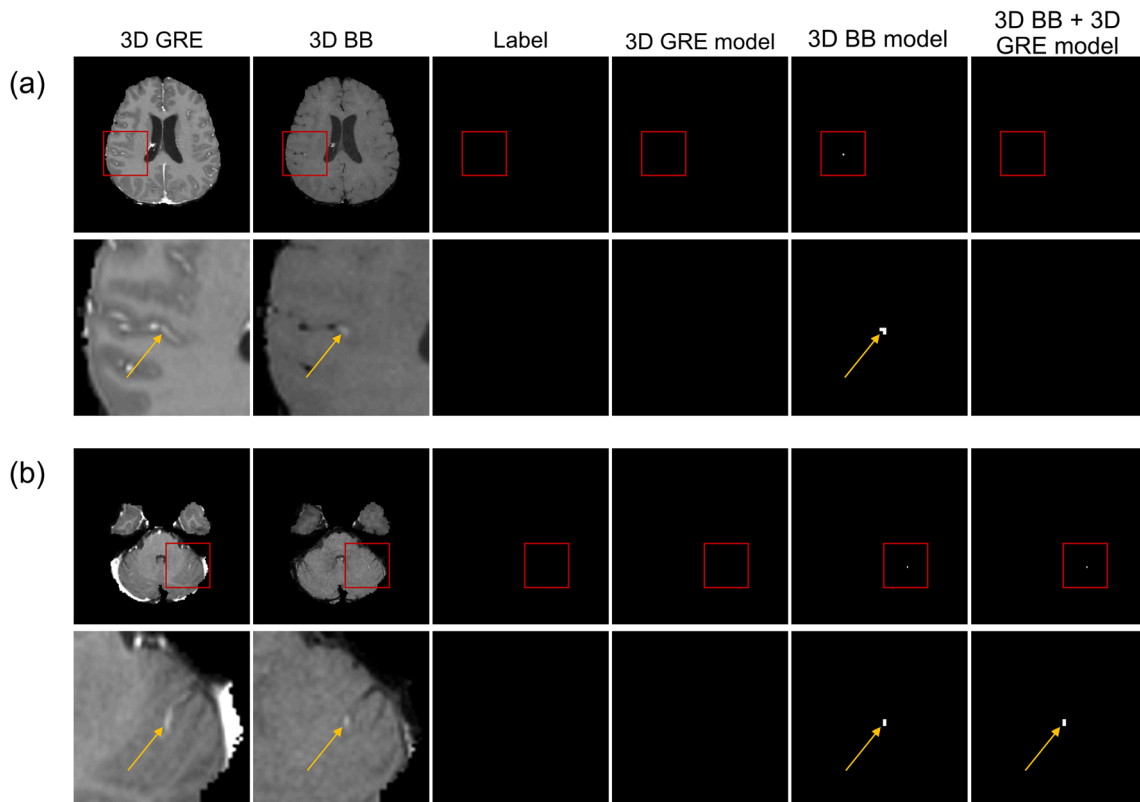 3D GRE
3D BB
Label
3D GRE model
3D BB model
3D BB + 3D
GRE model
(a)
(b)